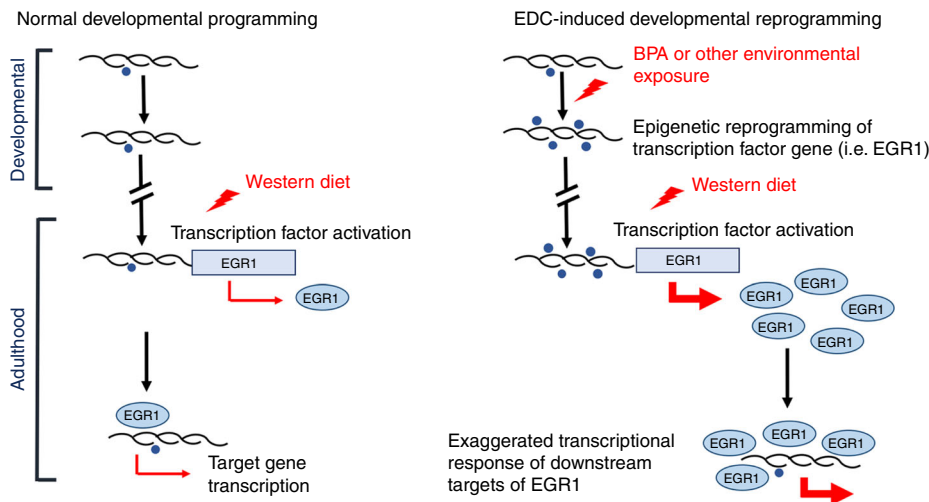 Normal developmental programming
Developmental
Western diet
Transcription factor activation
EGR1
EGR1
Adulthood
EGR1
Target gene
transcription
EDC-induced developmental reprogramming
BPA or other environmental
exposure
Epigenetic reprogramming of
transcription factor gene (i.e. EGR1)
Western diet
Transcription factor activation
EGR1
EGR1
EGR1
EGR1
EGR1
EGR1
Exaggerated transcriptional
response of downstream
targets of EGR1
EGR1
EGR1
EGR1
EGR1